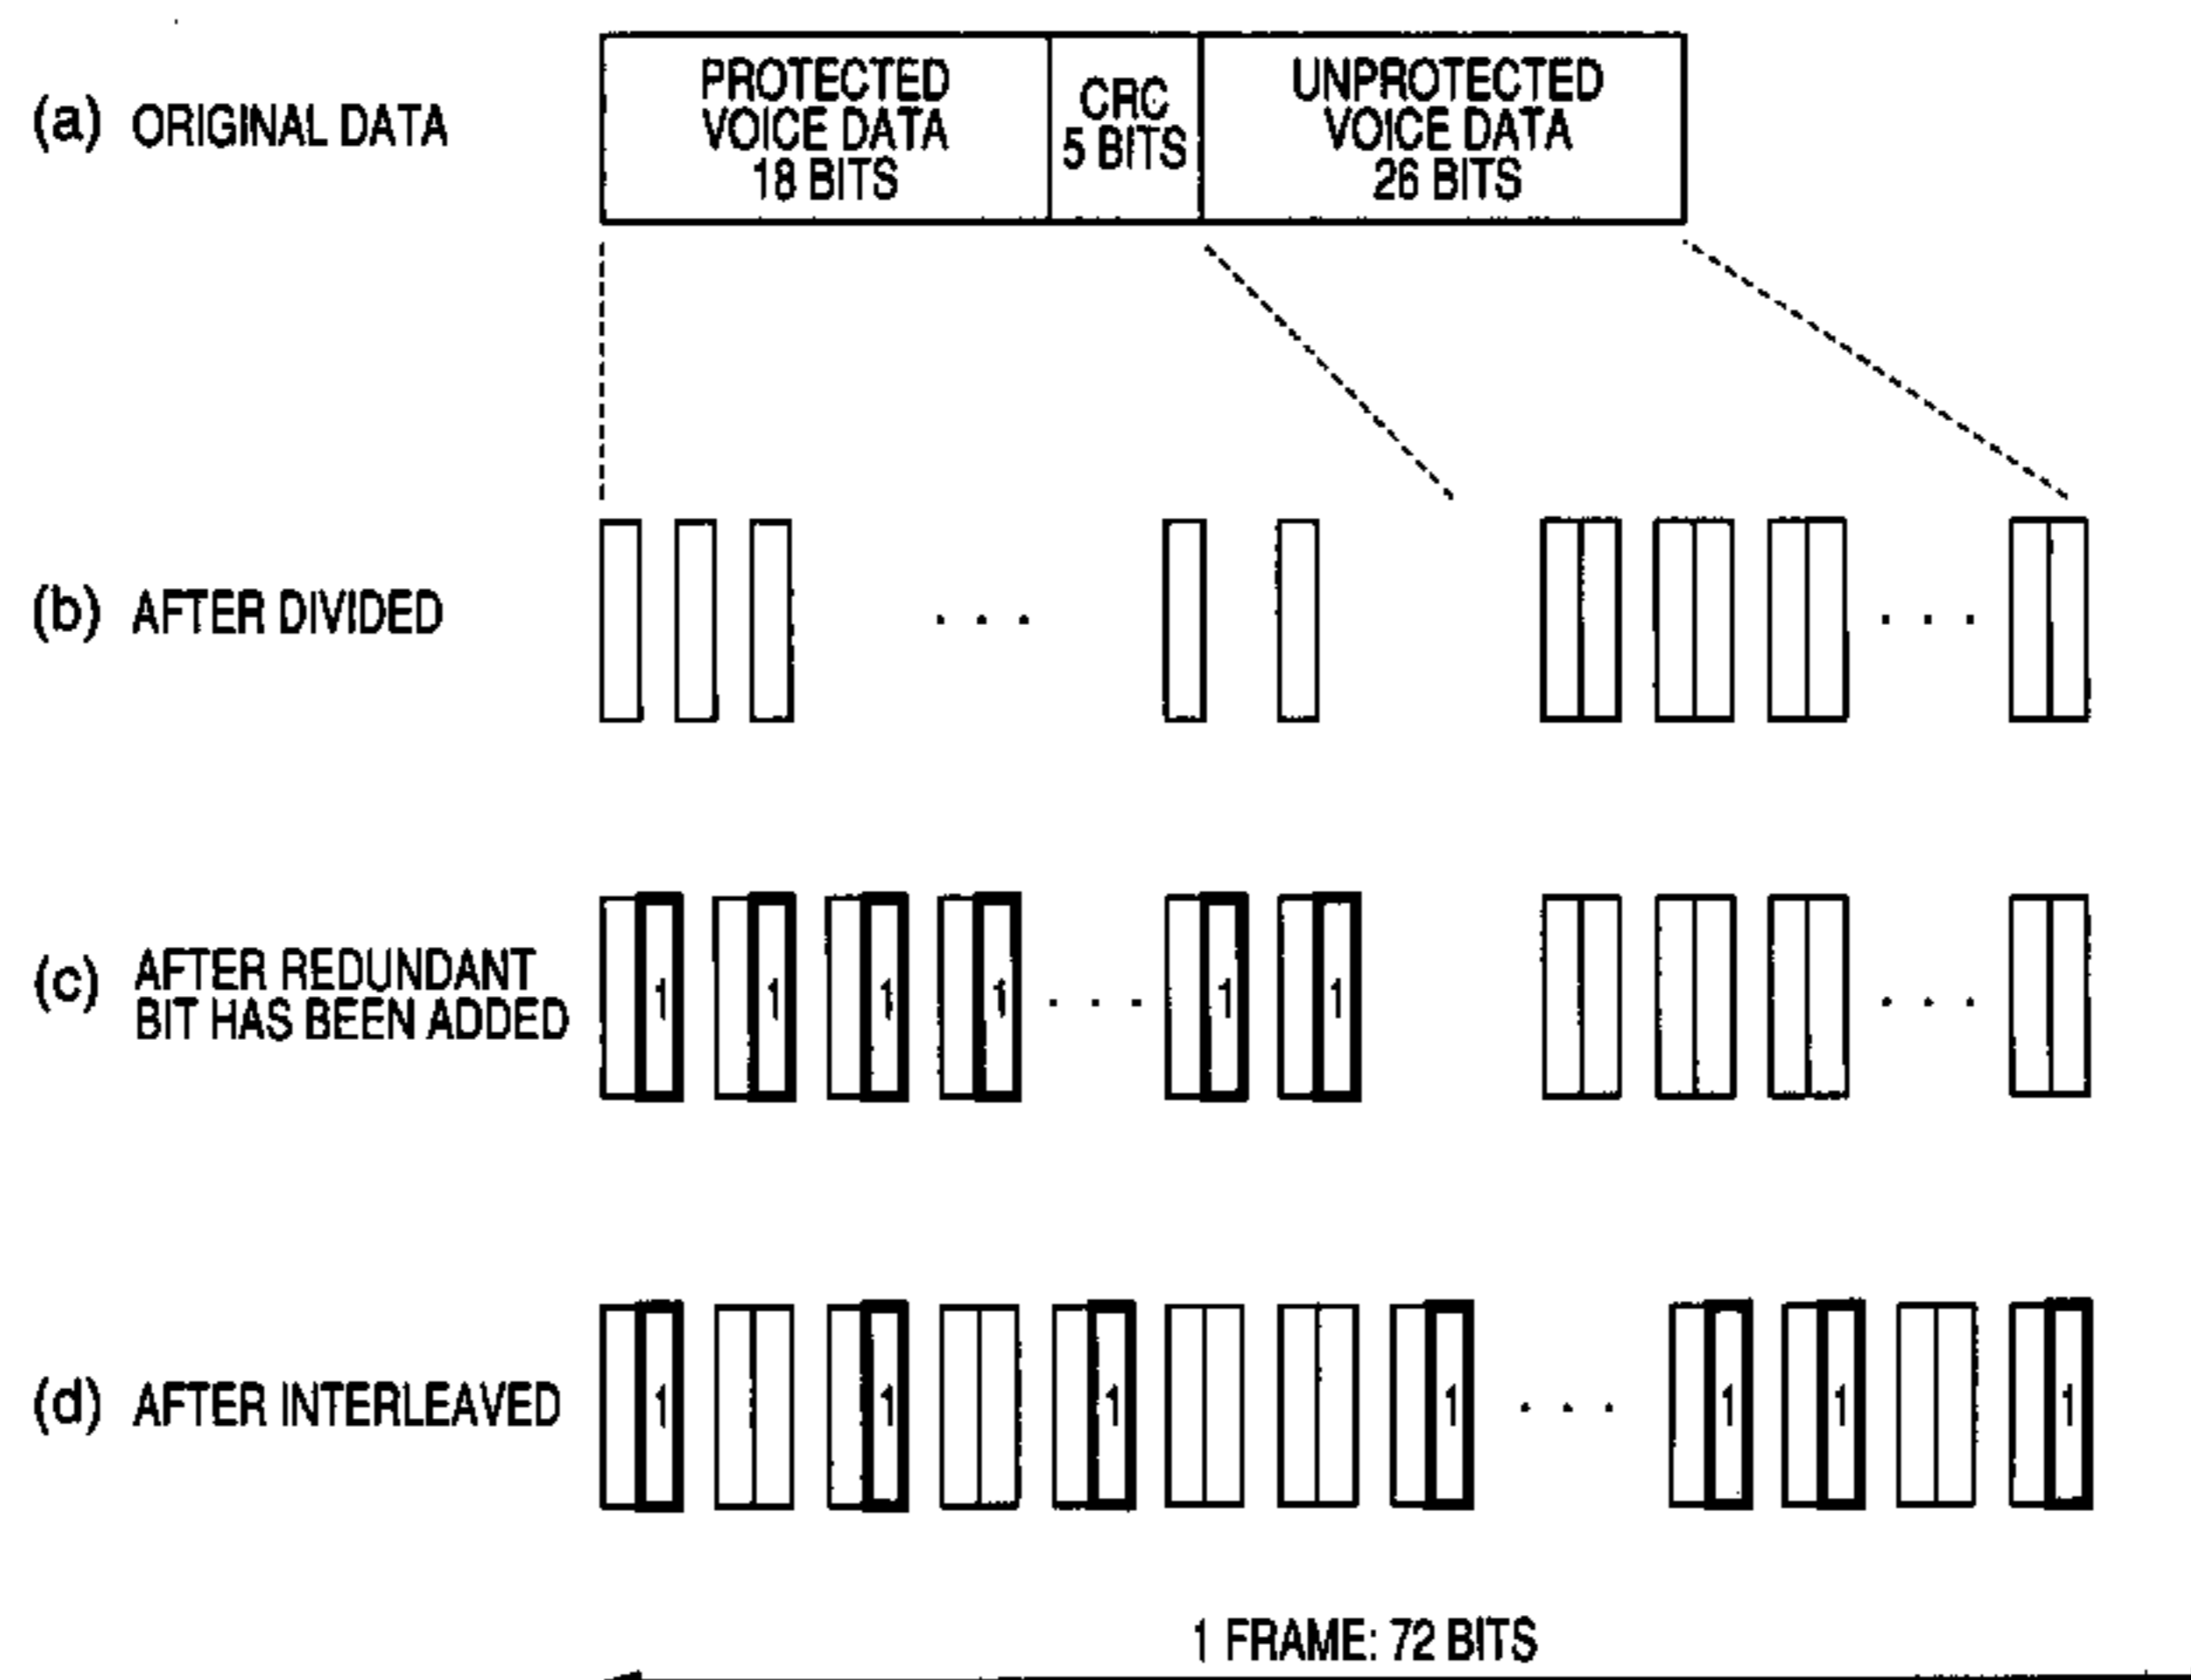 (a) ORIGINAL DATA
PROTECTED
VOICE DATA
18 BITS
CRC
5 BITS
UNPROTECTED
VOICE DATA
26 BITS
(b) AFTER DIVIDED
. . .
. . .
(c) AFTER REDUNDANT
BIT HAS BEEN ADDED
1 1 1 1 . . . 1 1 . . .
(d) AFTER INTERLEAVED
1 1 1 1 . . . 1 1 1
1 FRAME: 72 BITS